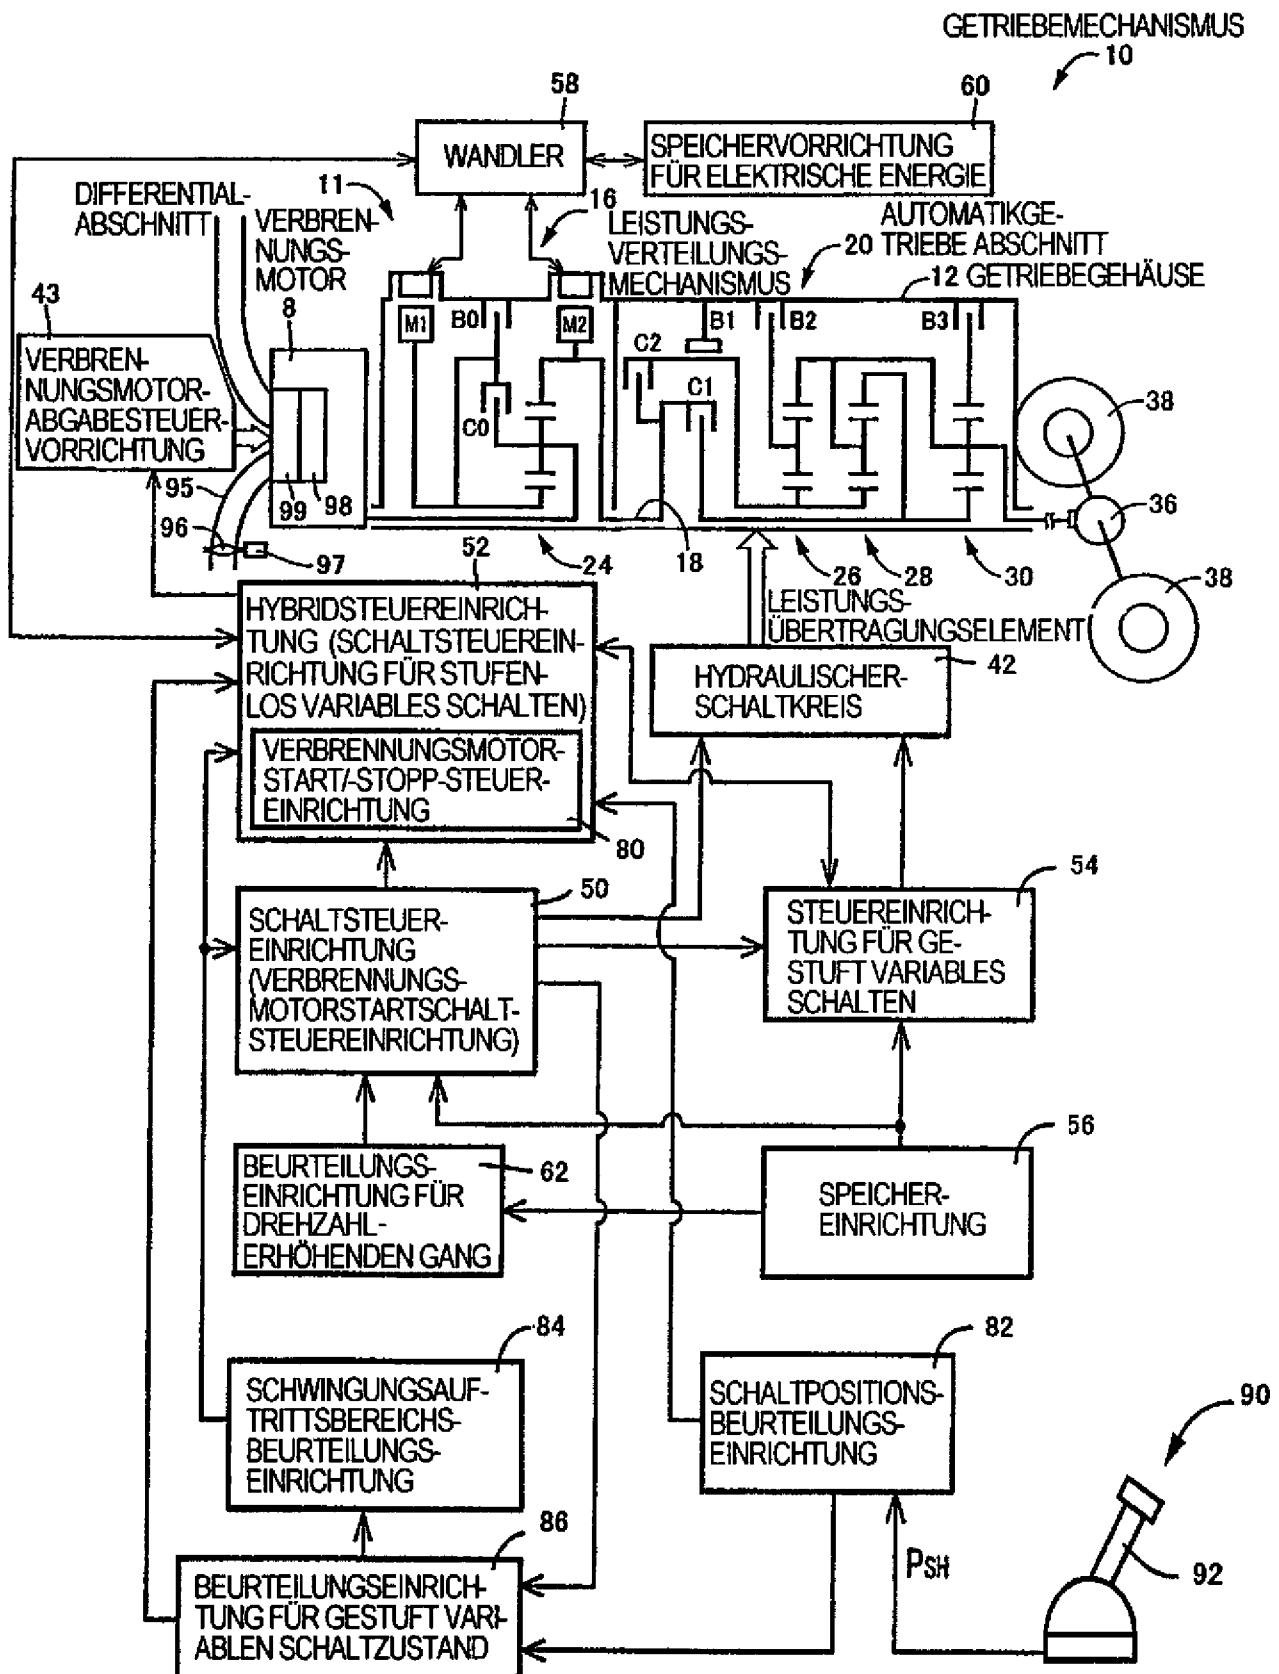 GETRIEBEMECHANISMUS
10
58
60
WANDLER
SPEICHERVORRICHTUNG
FÜR ELEKTRISCHE ENERGIE
DIFFERENTIAL-
ABSCHNITT
11
VERBREN-
NUNGS-
MOTOR
16
LEISTUNGS-
VERTEILUNGS-
MECHANISMUS
AUTOMATIKGE-
20 TRIEBE ABSCHNITT
12 GETRIEBEGEHÄUSE
43
8
M1
B0
M2
B1
B2
B3
C2
C1
C0
VERBREN-
NUNGSMOTOR-
ABGABESTEUER-
VORRICHTUNG
38
95
99
98
36
96
97
24
18
26
28
30
38
52
HYBRIDSTEUEREINRICH-
TUNG (SCHALTSTEUEREIN-
RICHTUNG FÜR STUFEN-
LOS VARIABLES SCHALTEN)
LEISTUNGS-
ÜBERTRAGUNGSELEMENT
42
HYDRAULISCHER-
SCHALTKREIS
VERBRENNUNGSMOTOR-
START/-STOPP-STEUER-
EINRICHTUNG
80
50
SCHALTSTEUER-
EINRICHTUNG
(VERBRENNUNGS-
MOTORSTARTSCHALT-
STEUEREINRICHTUNG)
54
STEUEREINRICH-
TUNG FÜR GE-
STUFT VARIABLES
SCHALTEN
62
BEURTEILUNGS-
EINRICHTUNG FÜR
DREHZAHL-
ERHÖHENDEN GANG
56
SPEICHER-
EINRICHTUNG
84
SCHWINGUNGSAUF-
TRITTSBEREICHS-
BEURTEILUNGS-
EINRICHTUNG
82
SCHALTPOSITIONS-
BEURTEILUNGS-
EINRICHTUNG
90
86
BEURTEILUNGSEINRICH-
TUNG FÜR GESTUFT VARI-
ABLEN SCHALTZUSTAND
PSH
92